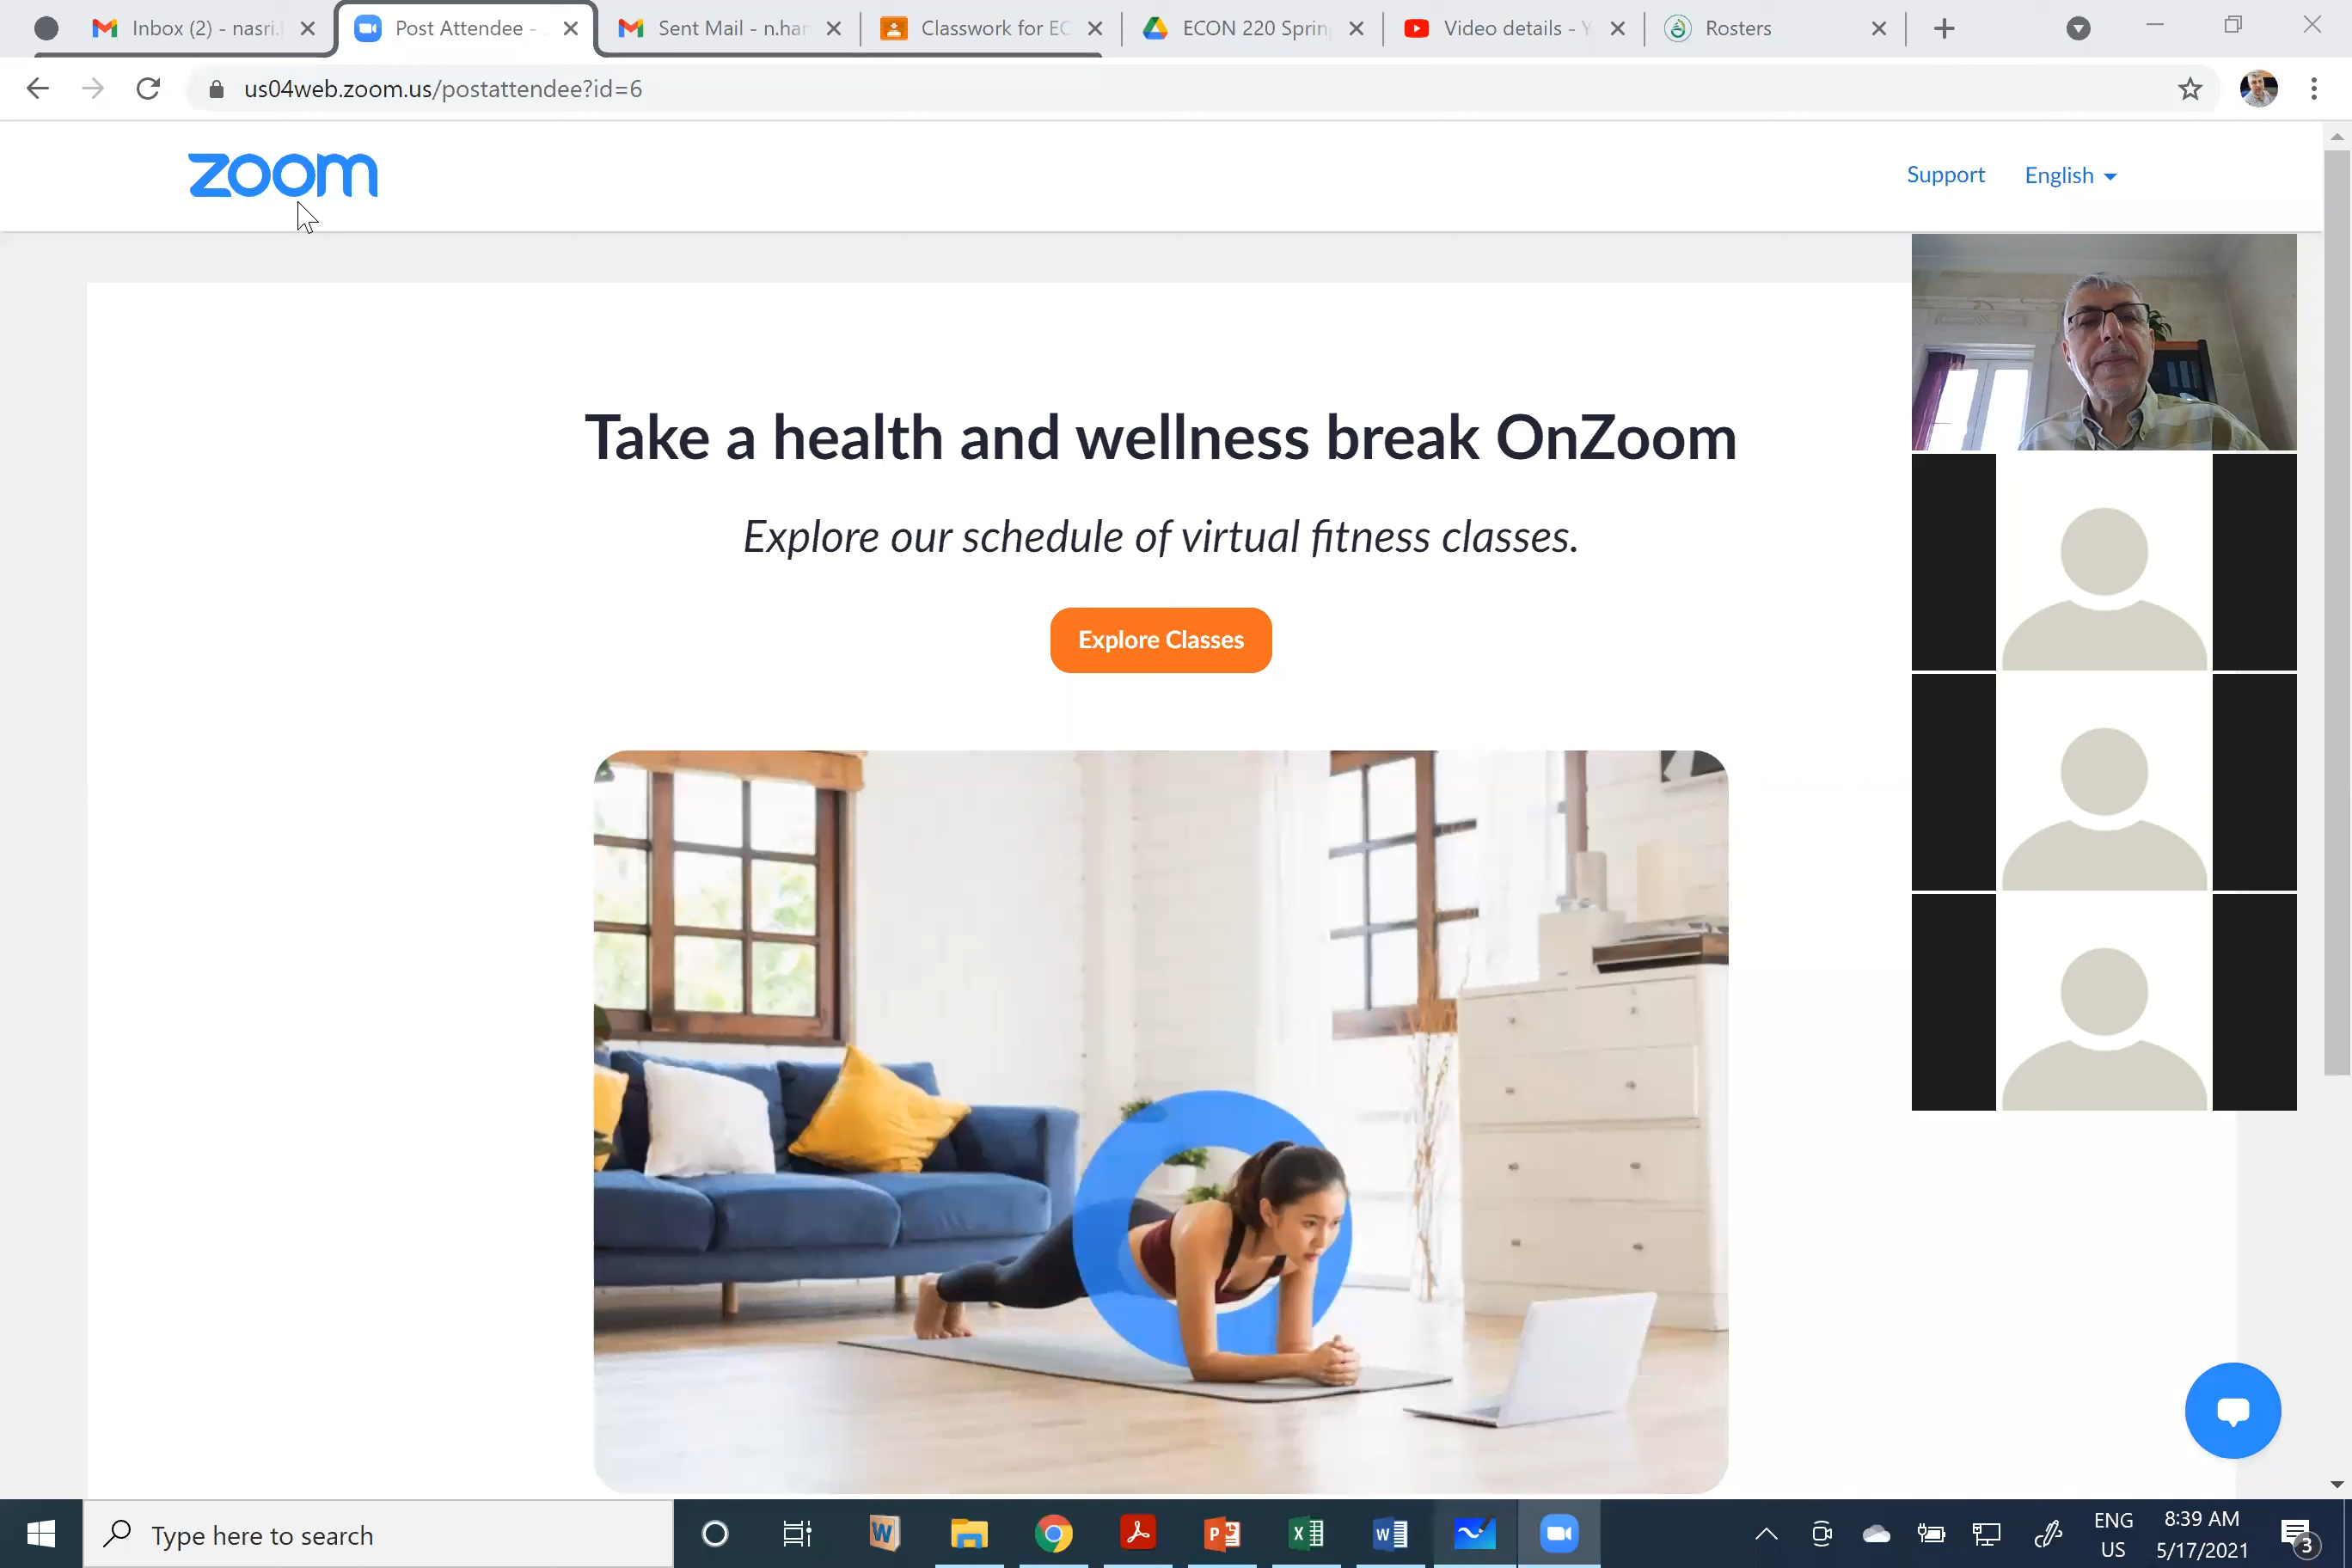 Inbox (2) - nasri.
Post Attendee -
Sent Mail - n.har
Classwork for EC
ECON 220 Sprin
Video details - Y
Rosters
us04web.zoom.us/postattendee?id=6
zoom
Support
English
Take a health and wellness break OnZoom
Explore our schedule of virtual fitness classes.
Explore Classes
Type here to search
ENG
US
8:39 AM
5/17/2021
3